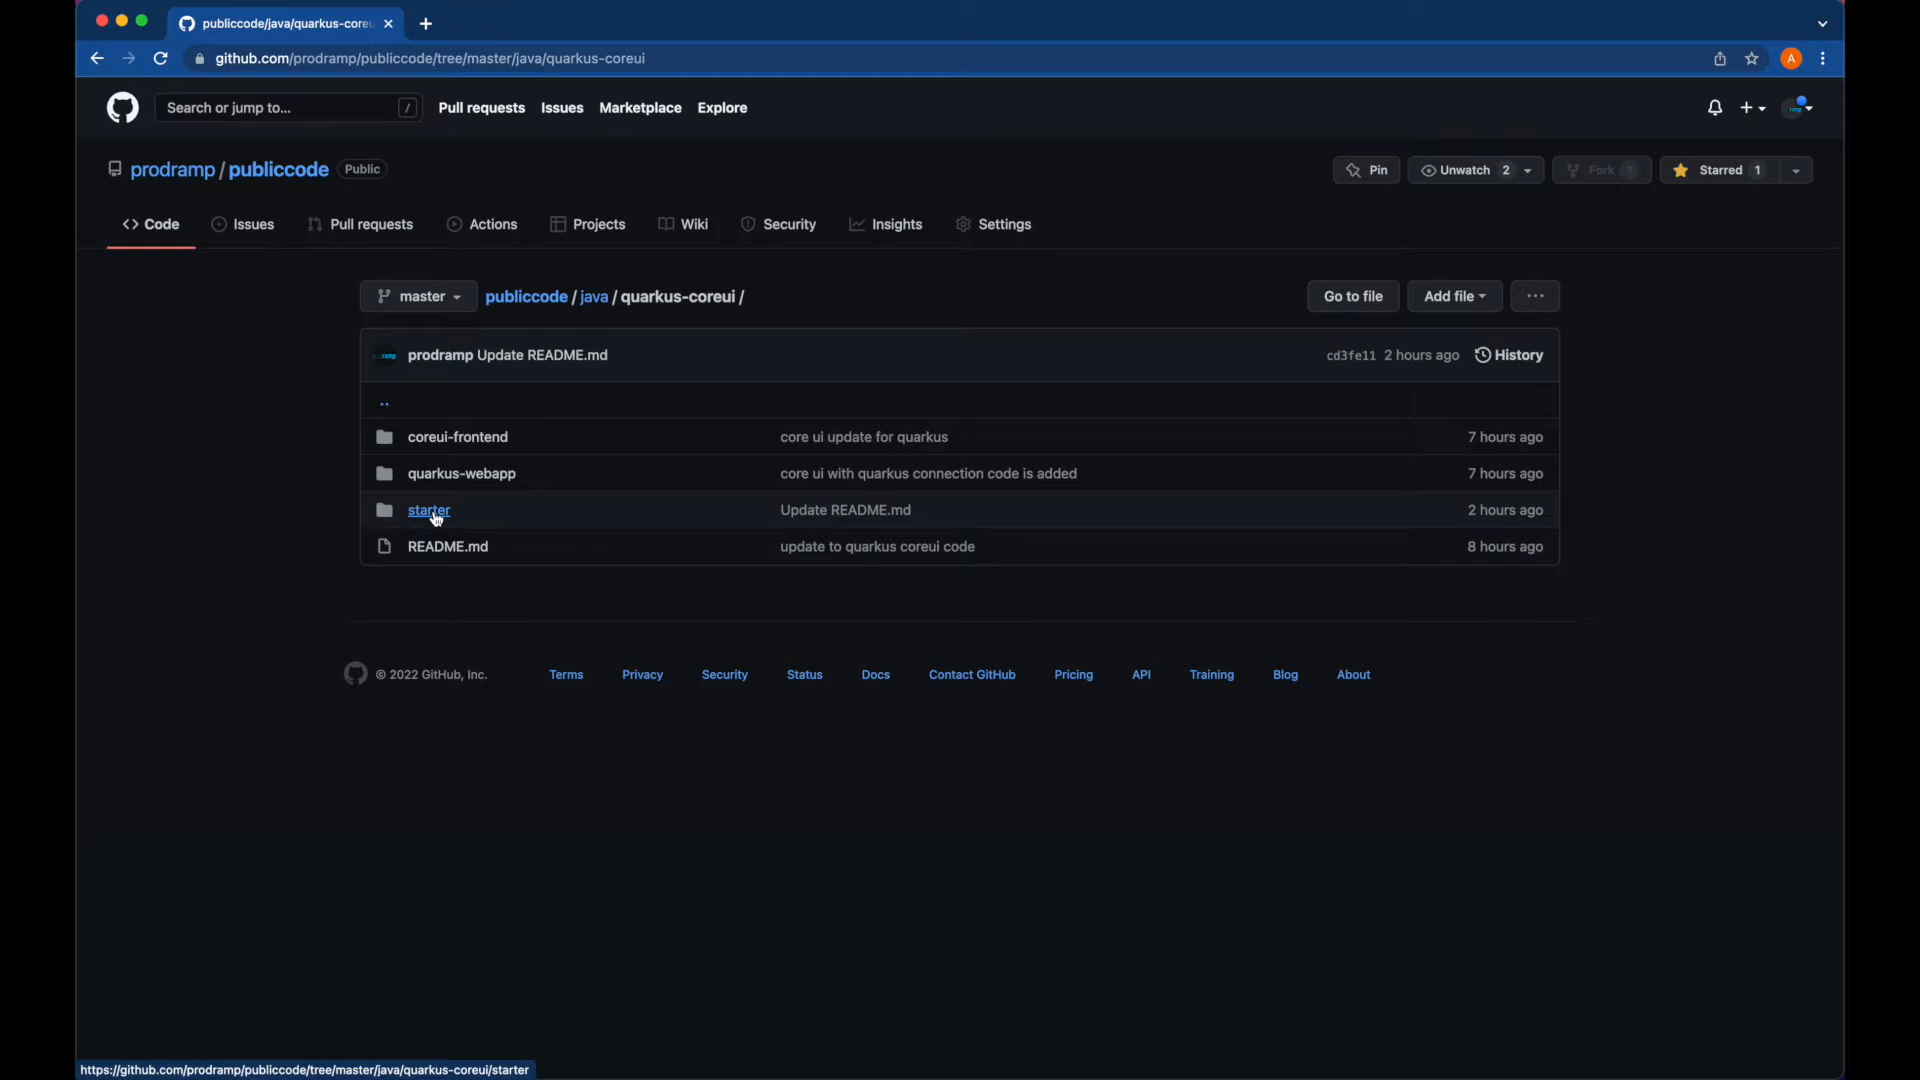 publiccode/java/quarkus-coreu
github.com/prodramp/publiccode/tree/master/java/quarkus-coreui
A
Search or jump to...
/
Pull requests
Issues
Marketplace
Explore
prodramp / publiccode
Public
Pin
Unwatch 2
Fork 1
Starred 1
Code
Issues
Pull requests
Actions
Projects
Wiki
Security
Insights
Settings
master
publiccode / java / quarkus-coreui /
Go to file
Add file
prodramp Update README.md
cd3fe11 2 hours ago
History
..
coreui-frontend
core ui update for quarkus
7 hours ago
quarkus-webapp
core ui with quarkus connection code is added
7 hours ago
starter
Update README.md
2 hours ago
README.md
update to quarkus coreui code
8 hours ago
© 2022 GitHub, Inc.
Terms
Privacy
Security
Status
Docs
Contact GitHub
Pricing
API
Training
Blog
About
https://github.com/prodramp/publiccode/tree/master/java/quarkus-coreui/starter